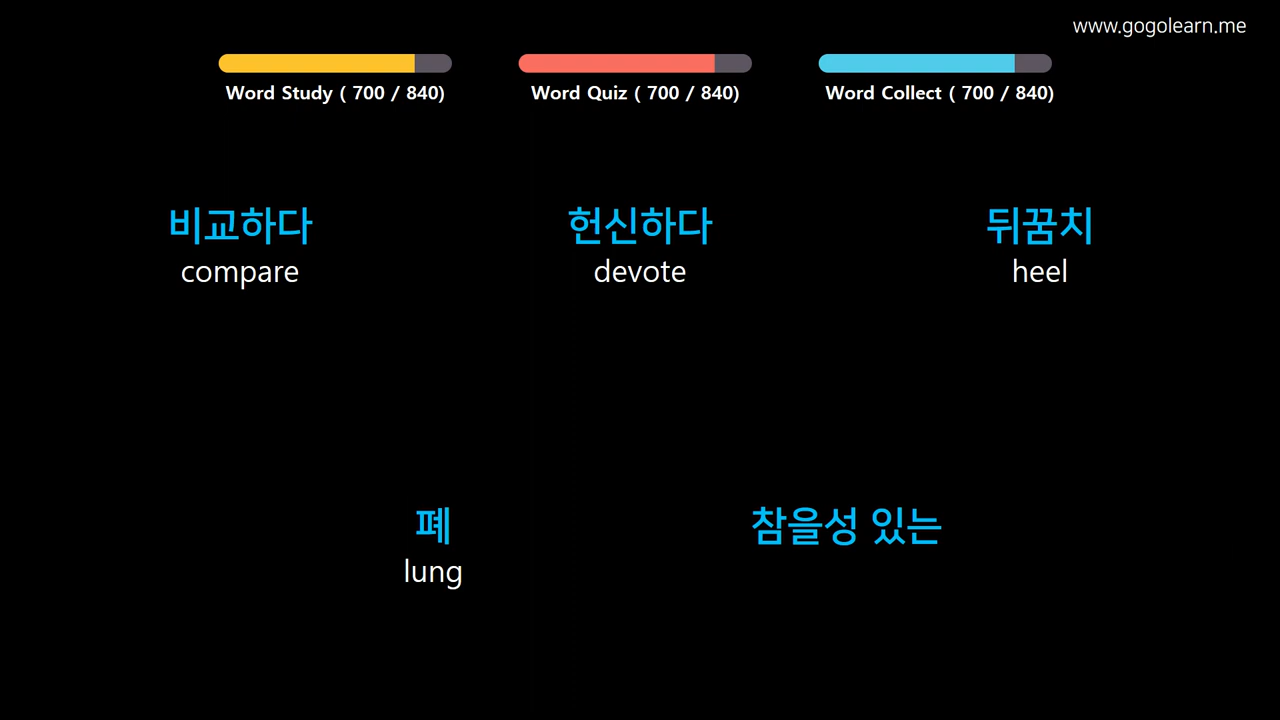 www.gogolearn.me
Word Study ( 700 / 840)
Word Quiz ( 700 / 840)
Word Collect ( 700 / 840)
비교하다
compare
헌신하다
devote
뒤꿈치
heel
폐
lung
참을성 있는